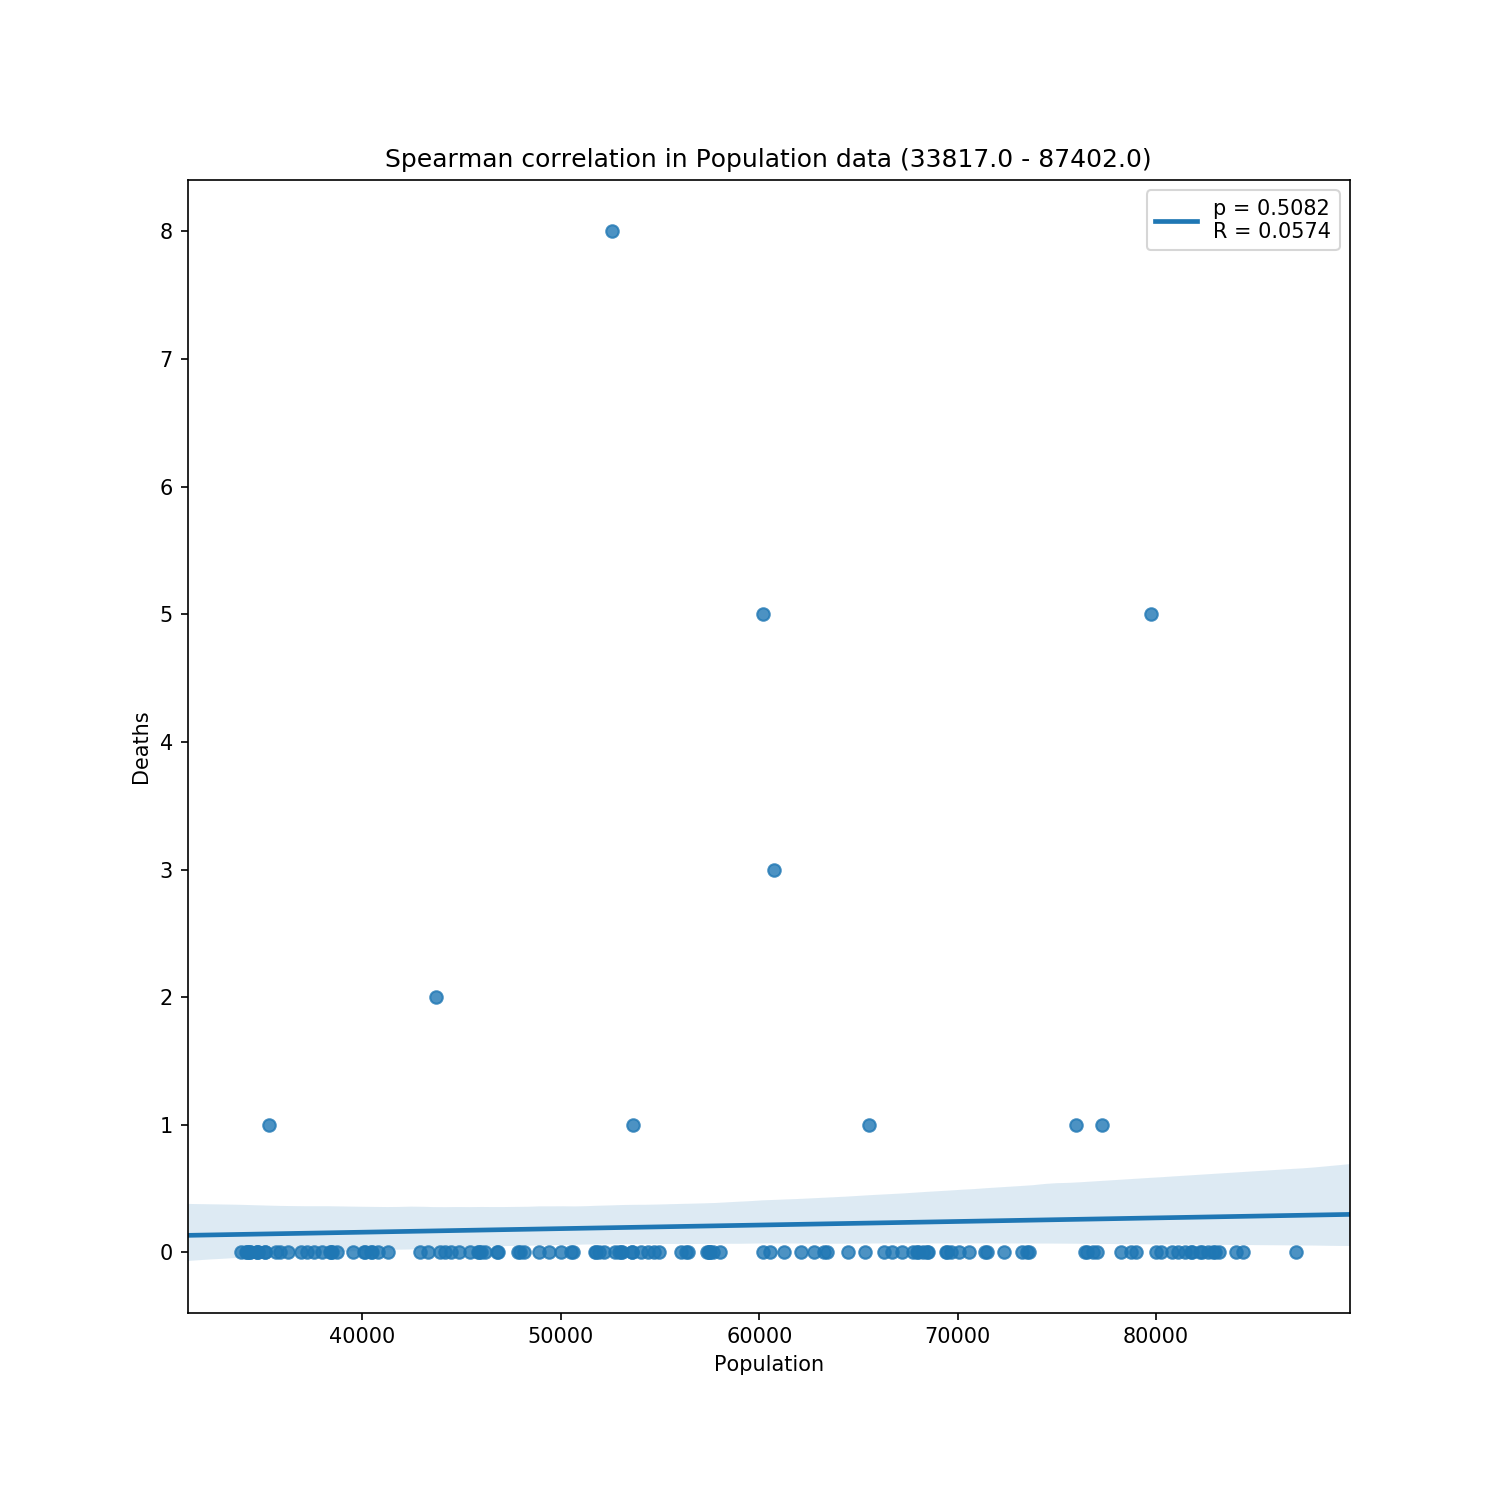 Spearman correlation in Population data (33817.0 - 87402.0)
p = 0.5082
R = 0.0574
8
7
6
5
4
3
2
1
0
Deaths
40000 50000 60000 70000 80000
Population